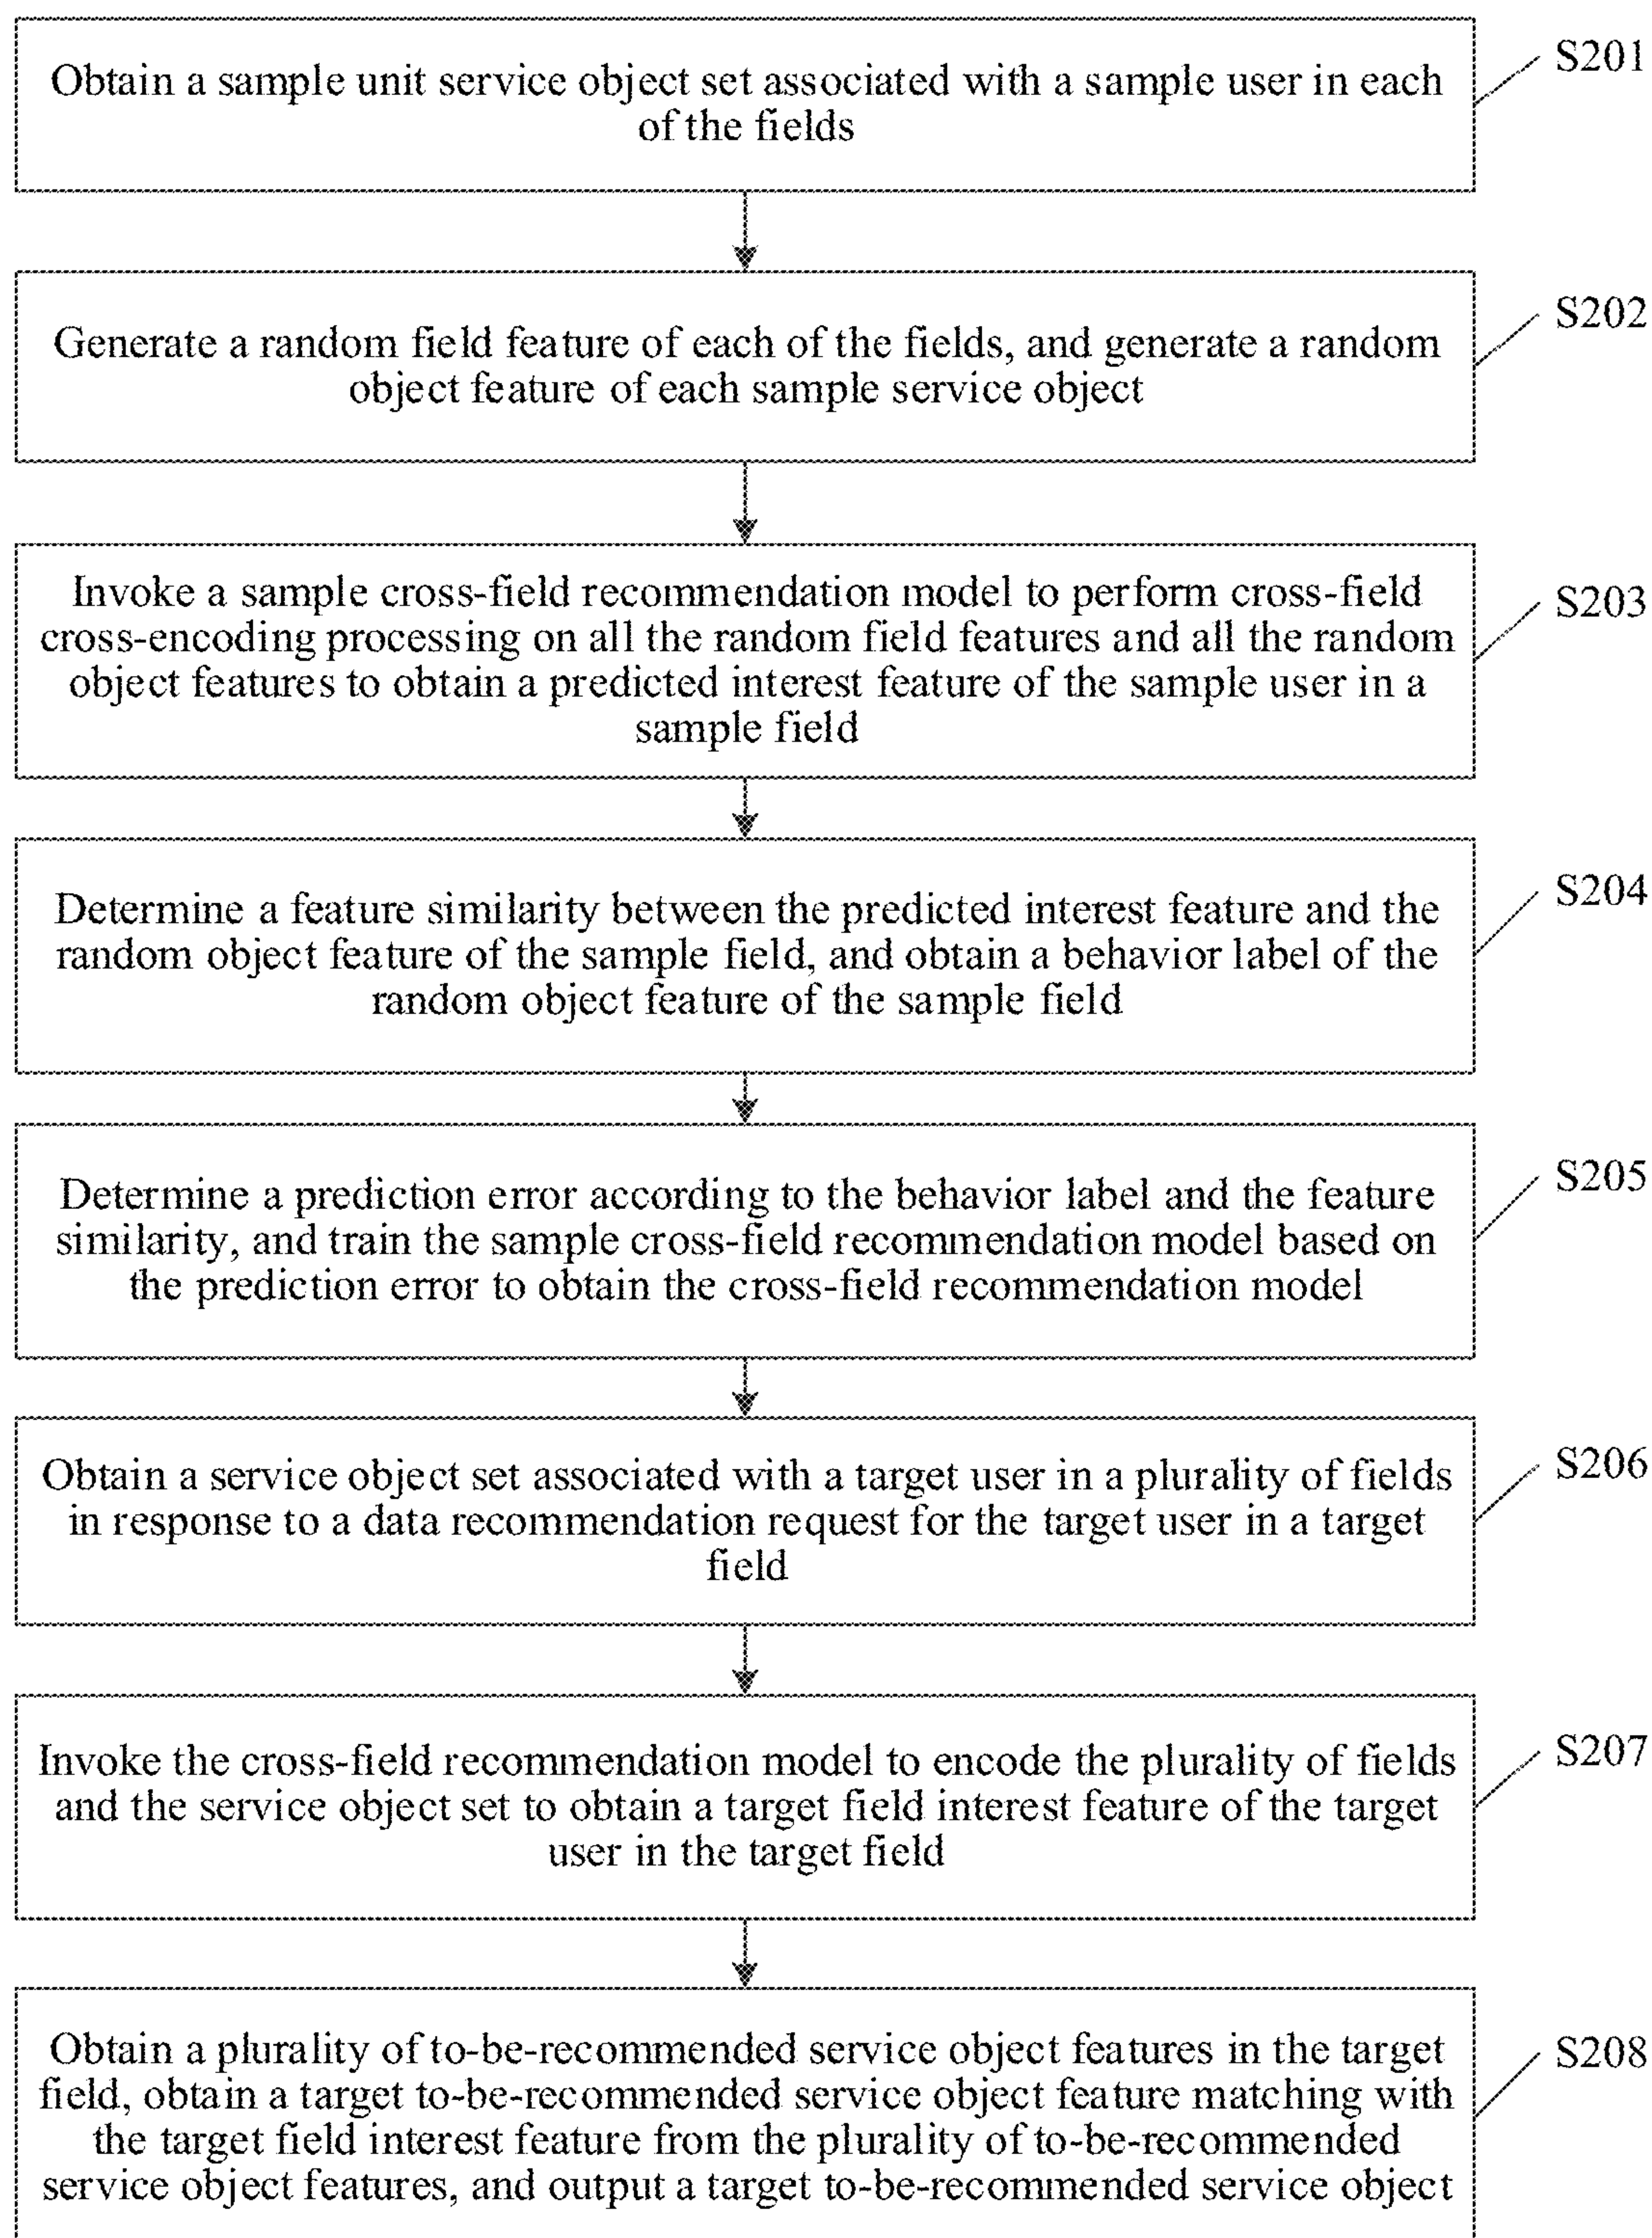 Obtain a sample unit service object set associated with a sample user in each
of the fields
S201
Generate a random field feature of each of the fields, and generate a random
object feature of each sample service object
S202
Invoke a sample cross-field recommendation model to perform cross-field
cross-encoding processing on all the random field features and all the random
object features to obtain a predicted interest feature of the sample user in a
sample field
S203
Determine a feature similarity between the predicted interest feature and the
random object feature of the sample field, and obtain a behavior label of the
random object feature of the sample field
S204
Determine a prediction error according to the behavior label and the feature
similarity, and train the sample cross-field recommendation model based on
the prediction error to obtain the cross-field recommendation model
S205
Obtain a service object set associated with a target user in a plurality of fields
in response to a data recommendation request for the target user in a target
field
S206
Invoke the cross-field recommendation model to encode the plurality of fields
and the service object set to obtain a target field interest feature of the target
user in the target field
S207
Obtain a plurality of to-be-recommended service object features in the target
field, obtain a target to-be-recommended service object feature matching with
the target field interest feature from the plurality of to-be-recommended
service object features, and output a target to-be-recommended service object
S208